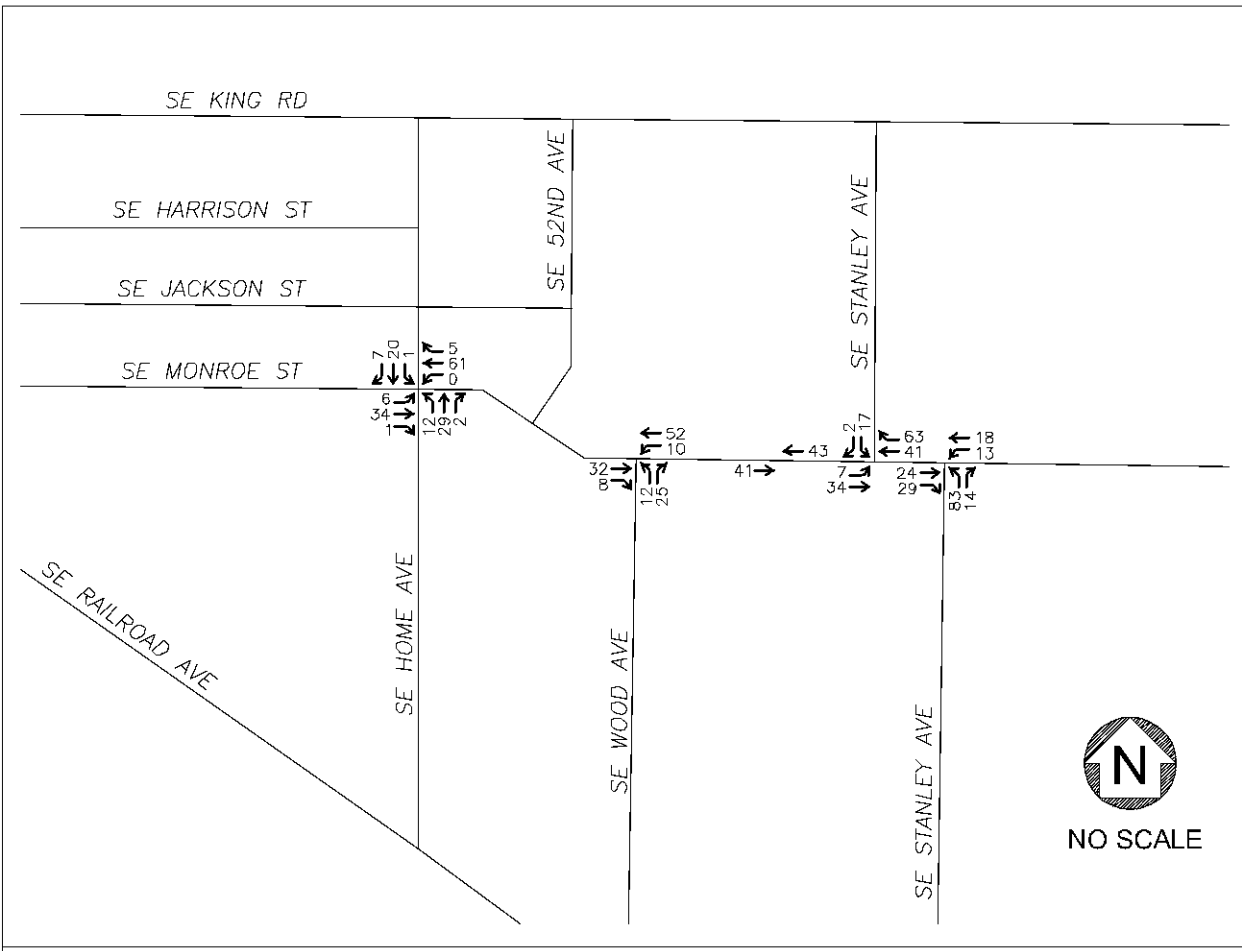 SE KING RD
SE 52ND AVE
SE STANLEY AVE
SE HARRISON ST
SE JACKSON ST
SE MONROE ST
7
20
1
5
61
0
6
34
1
12
29
2
52
10
32
8
12
25
43
41
2
17
63
41
7
34
18
13
24
29
83
14
SE RAILROAD AVE
SE HOME AVE
SE WOOD AVE
SE STANLEY AVE
N
NO SCALE